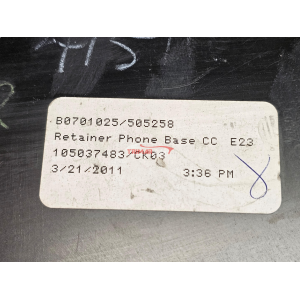 B0701025/505258
Retainer Phone Base CC E23
105037483/CK03
3/21/2011 3:36 PM